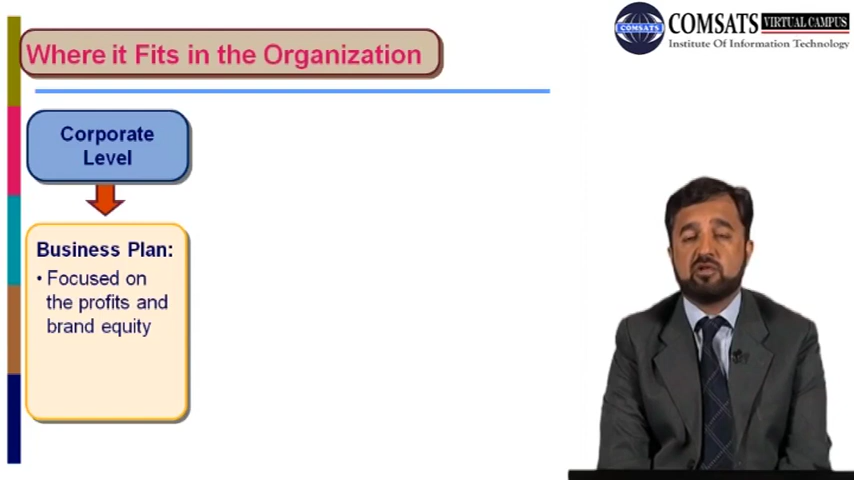 COMSATS VIRTUAL CAMPUS
Institute Of Information Technology
COMSATS
Where it Fits in the Organization
Corporate
Level
Business Plan:
• Focused on
the profits and
brand equity